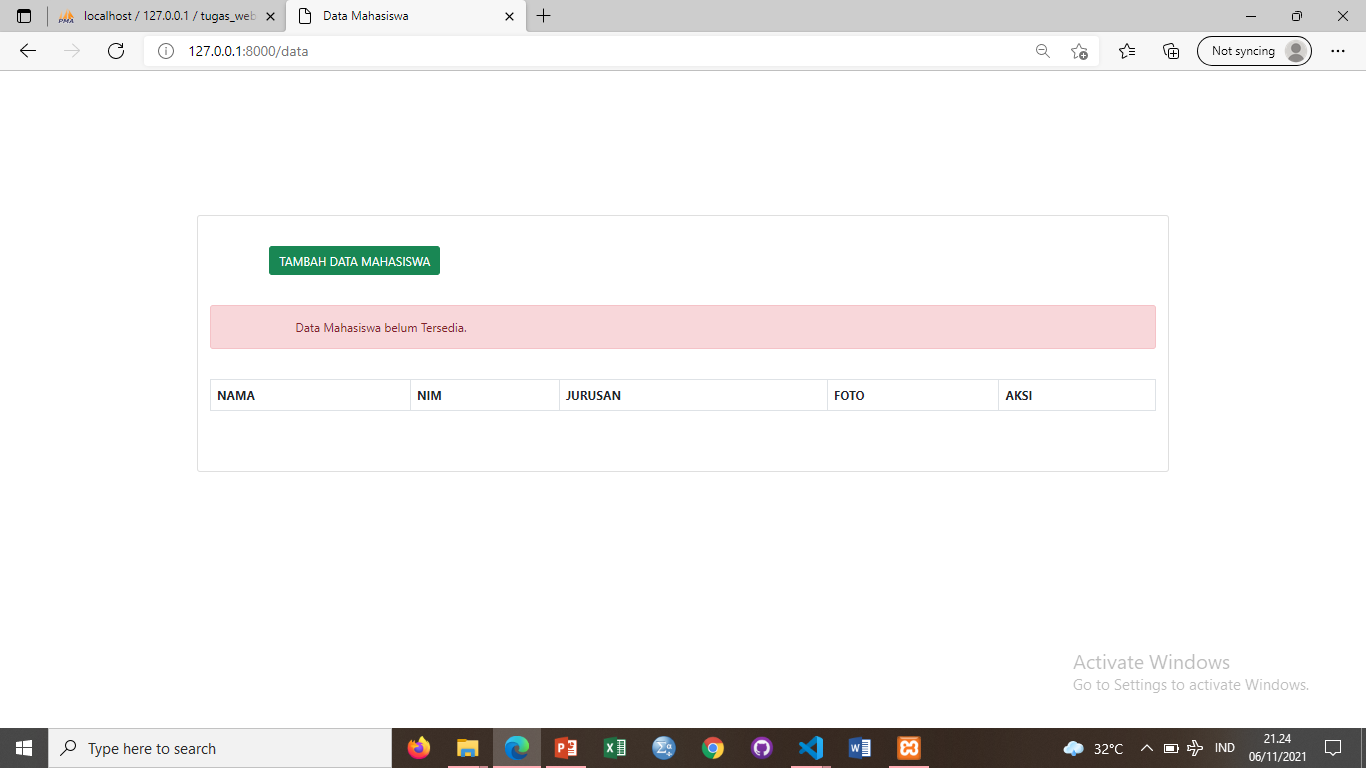 PMA
localhost / 127.0.0.1 / tugas_web
Data Mahasiswa
127.0.0.1:8000/data
Not syncing
TAMBAH DATA MAHASISWA
Data Mahasiswa belum Tersedia.
NAMA NIM JURUSAN FOTO AKSI
Activate Windows
Go to Settings to activate Windows.
Type here to search
32°C
IND
21.24
06/11/2021